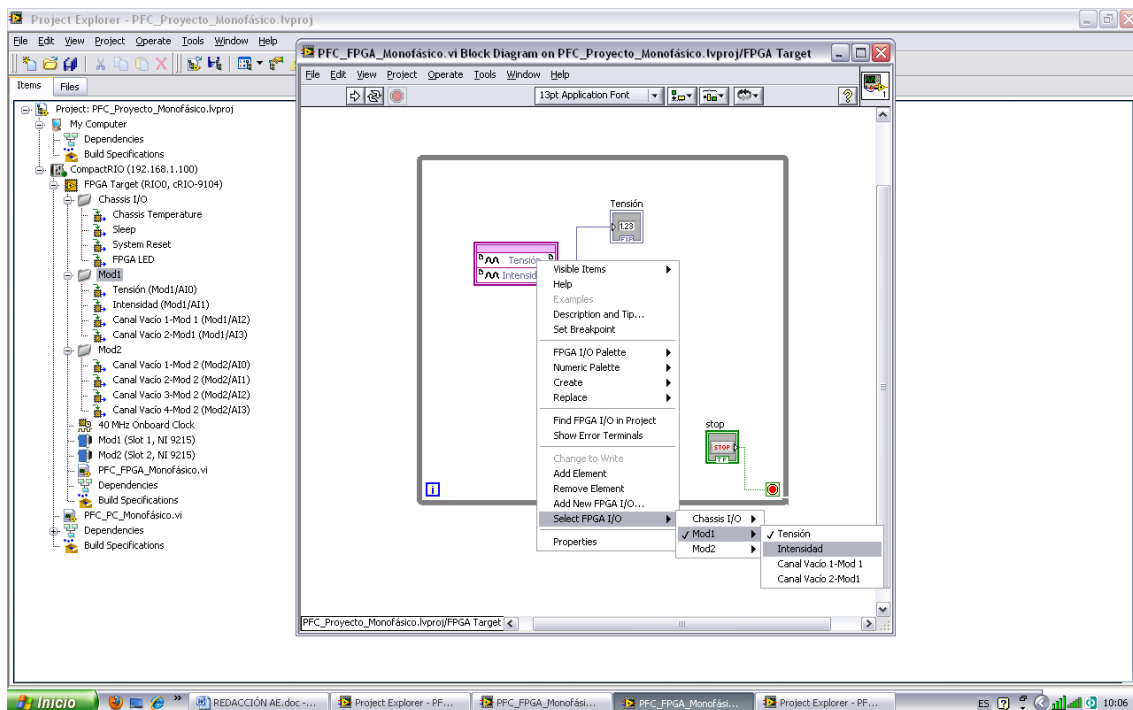 Project Explorer - PFC_Proyecto_Monofásico.lvproj
File Edit View Project Operate Tools Window Help
Items Files
Project: PFC_Proyecto_Monofásico.lvproj
My Computer
Dependencies
Build Specifications
CompactRIO (192.168.1.100)
FPGA Target (RIO0, cRIO-9104)
Chassis I/O
Chassis Temperature
Sleep
System Reset
FPGA LED
Mod1
Tensión (Mod1/AI0)
Intensidad (Mod1/AI1)
Canal Vacío 1-Mod 1 (Mod1/AI2)
Canal Vacío 2-Mod1 (Mod1/AI3)
Mod2
Canal Vacío 1-Mod 2 (Mod2/AI0)
Canal Vacío 2-Mod 2 (Mod2/AI1)
Canal Vacío 3-Mod 2 (Mod2/AI2)
Canal Vacío 4-Mod 2 (Mod2/AI3)
40 MHz Onboard Clock
Mod1 (Slot 1, NI 9215)
Mod2 (Slot 2, NI 9215)
PFC_FPGA_Monofásico.vi
Dependencies
Build Specifications
PFC_PC_Monofásico.vi
Dependencies
Build Specifications
PFC_FPGA_Monofásico.vi Block Diagram on PFC_Proyecto_Monofásico.lvproj/FPGA Target
File Edit View Project Operate Tools Window Help
13pt Application Font
Tensión
1.23
FXP
Tensión
Intensid
Visible Items
Help
Examples
Description and Tip...
Set Breakpoint
FPGA I/O Palette
Numeric Palette
Create
Replace
Find FPGA I/O in Project
Show Error Terminals
Change to Write
Add Element
Remove Element
Add New FPGA I/O...
Select FPGA I/O
Properties
Chassis I/O
Mod1
Mod2
Tensión
Intensidad
Canal Vacío 1-Mod 1
Canal Vacío 2-Mod1
stop
STOP
TF
i
PFC_Proyecto_Monofásico.lvproj/FPGA Target
Inicio
REDACCIÓN AE.doc -...
Project Explorer - PF...
PFC_FPGA_Monofási...
PFC_FPGA_Monofási...
Project Explorer - PF...
ES
10:06